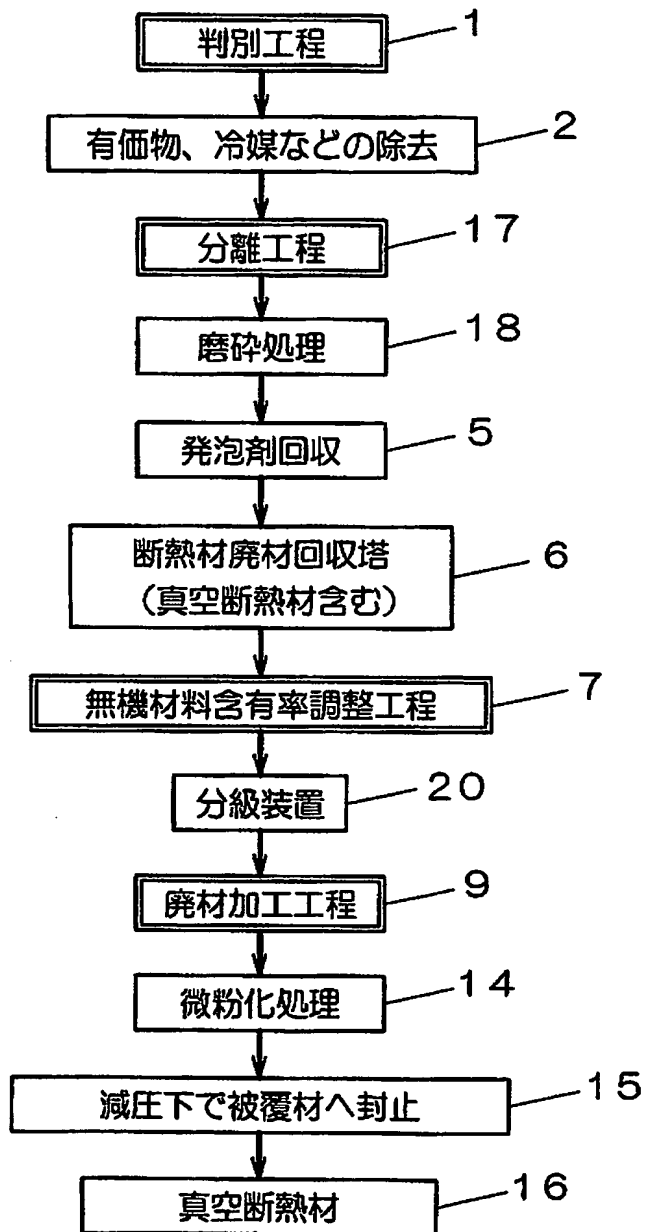 判別工程
1
有価物、冷媒などの除去
2
分離工程
17
磨砕処理
18
発泡剤回収
5
断熱材廃材回収塔
（真空断熱材含む）
6
無機材料含有率調整工程
7
分級装置
20
廃材加工工程
9
微粉化処理
14
減圧下で被覆材へ封止
15
真空断熱材
16